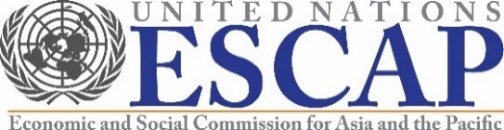 UNITED NATIONS
ESCAP
Economic and Social Commission for Asia and the Pacific